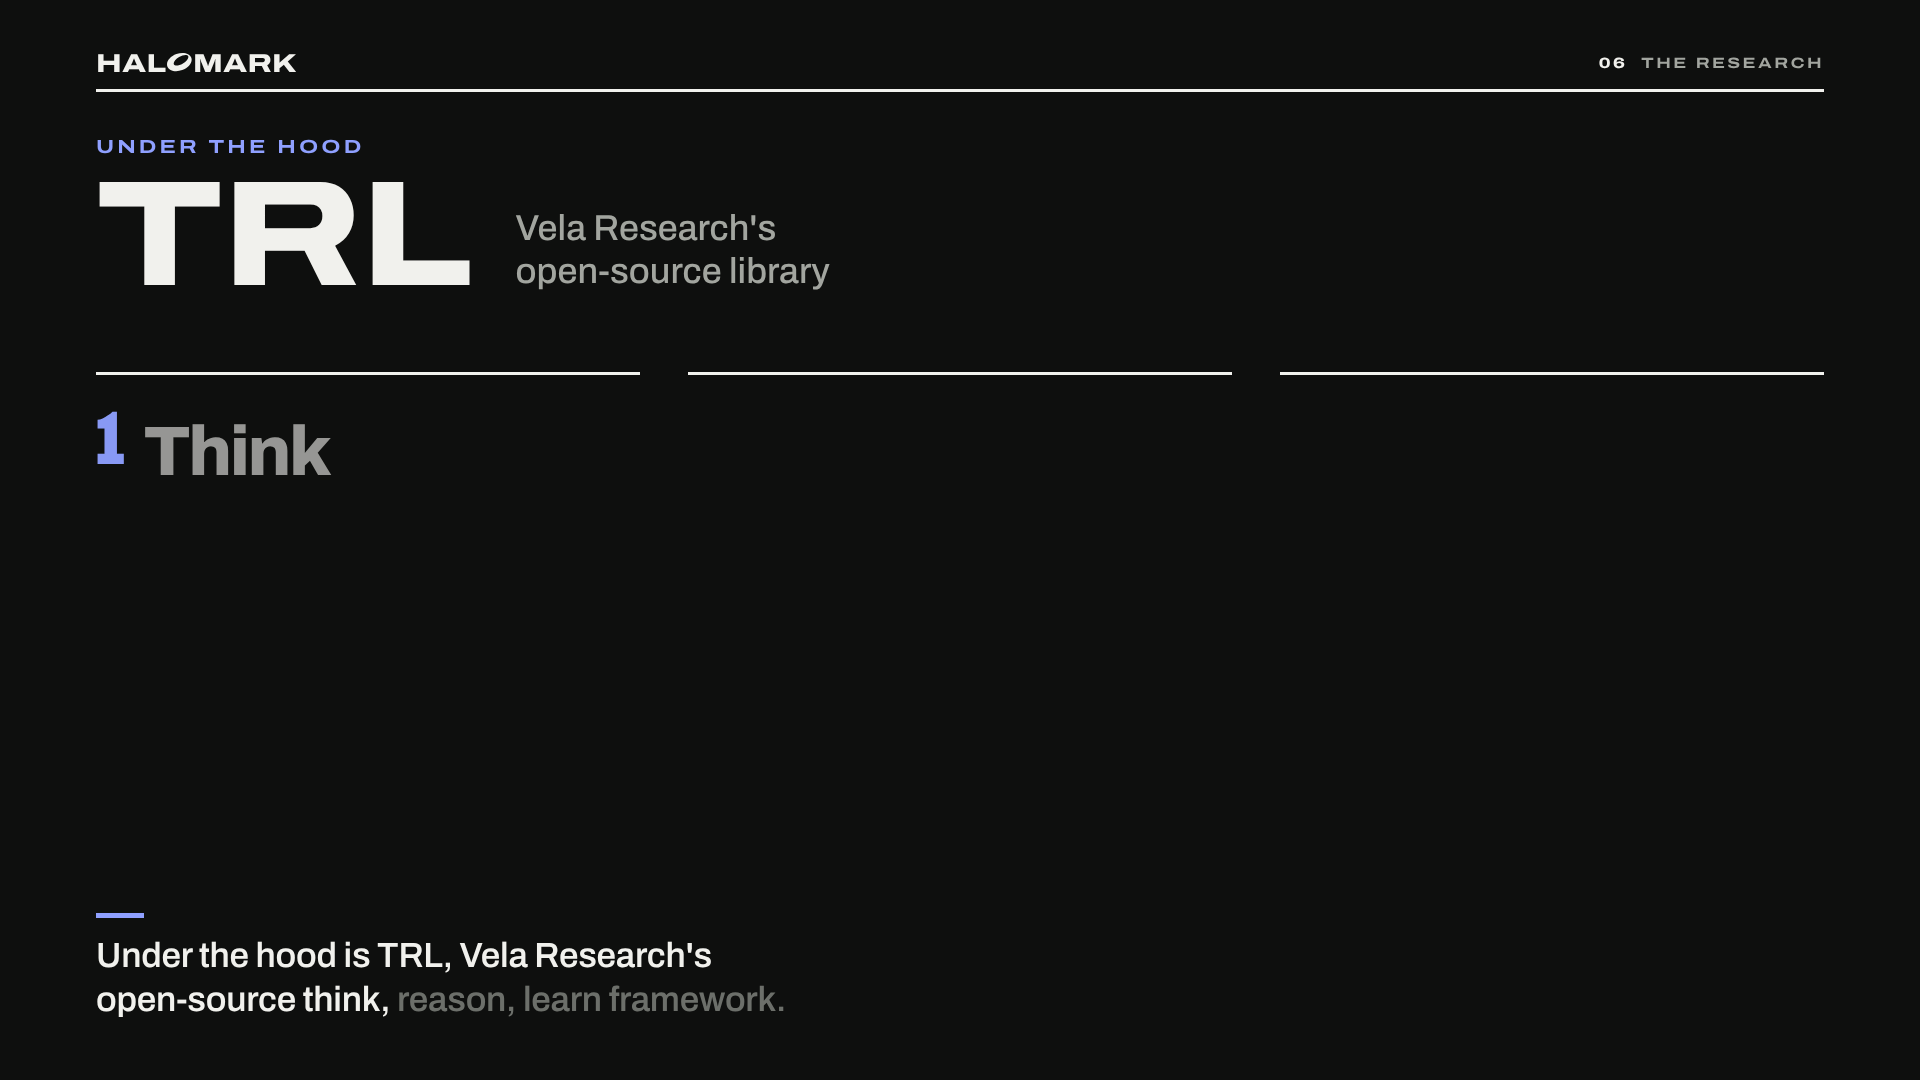 HALOMARK
06 THE RESEARCH
UNDER THE HOOD
TRL
Vela Research's
open-source library
1 Think
Under the hood is TRL, Vela Research's
open-source think, reason, learn framework.